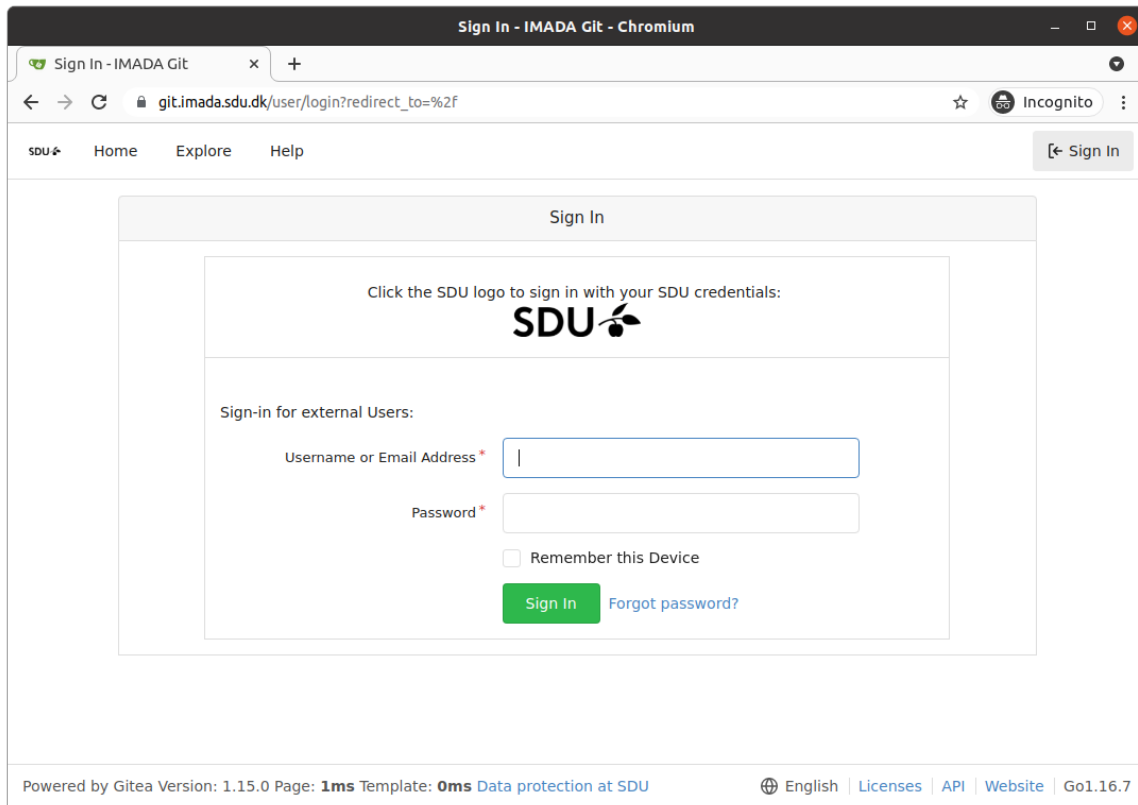 Sign In - IMADA Git - Chromium
Sign In - IMADA Git
git.imada.sdu.dk/user/login?redirect_to=%2f
Incognito
SDU Home Explore Help Sign In
Sign In
Click the SDU logo to sign in with your SDU credentials:
SDU
Sign-in for external Users:
Username or Email Address *
Password *
Remember this Device
Sign In Forgot password?
Powered by Gitea Version: 1.15.0 Page: 1ms Template: 0ms Data protection at SDU English Licenses API Website Go1.16.7